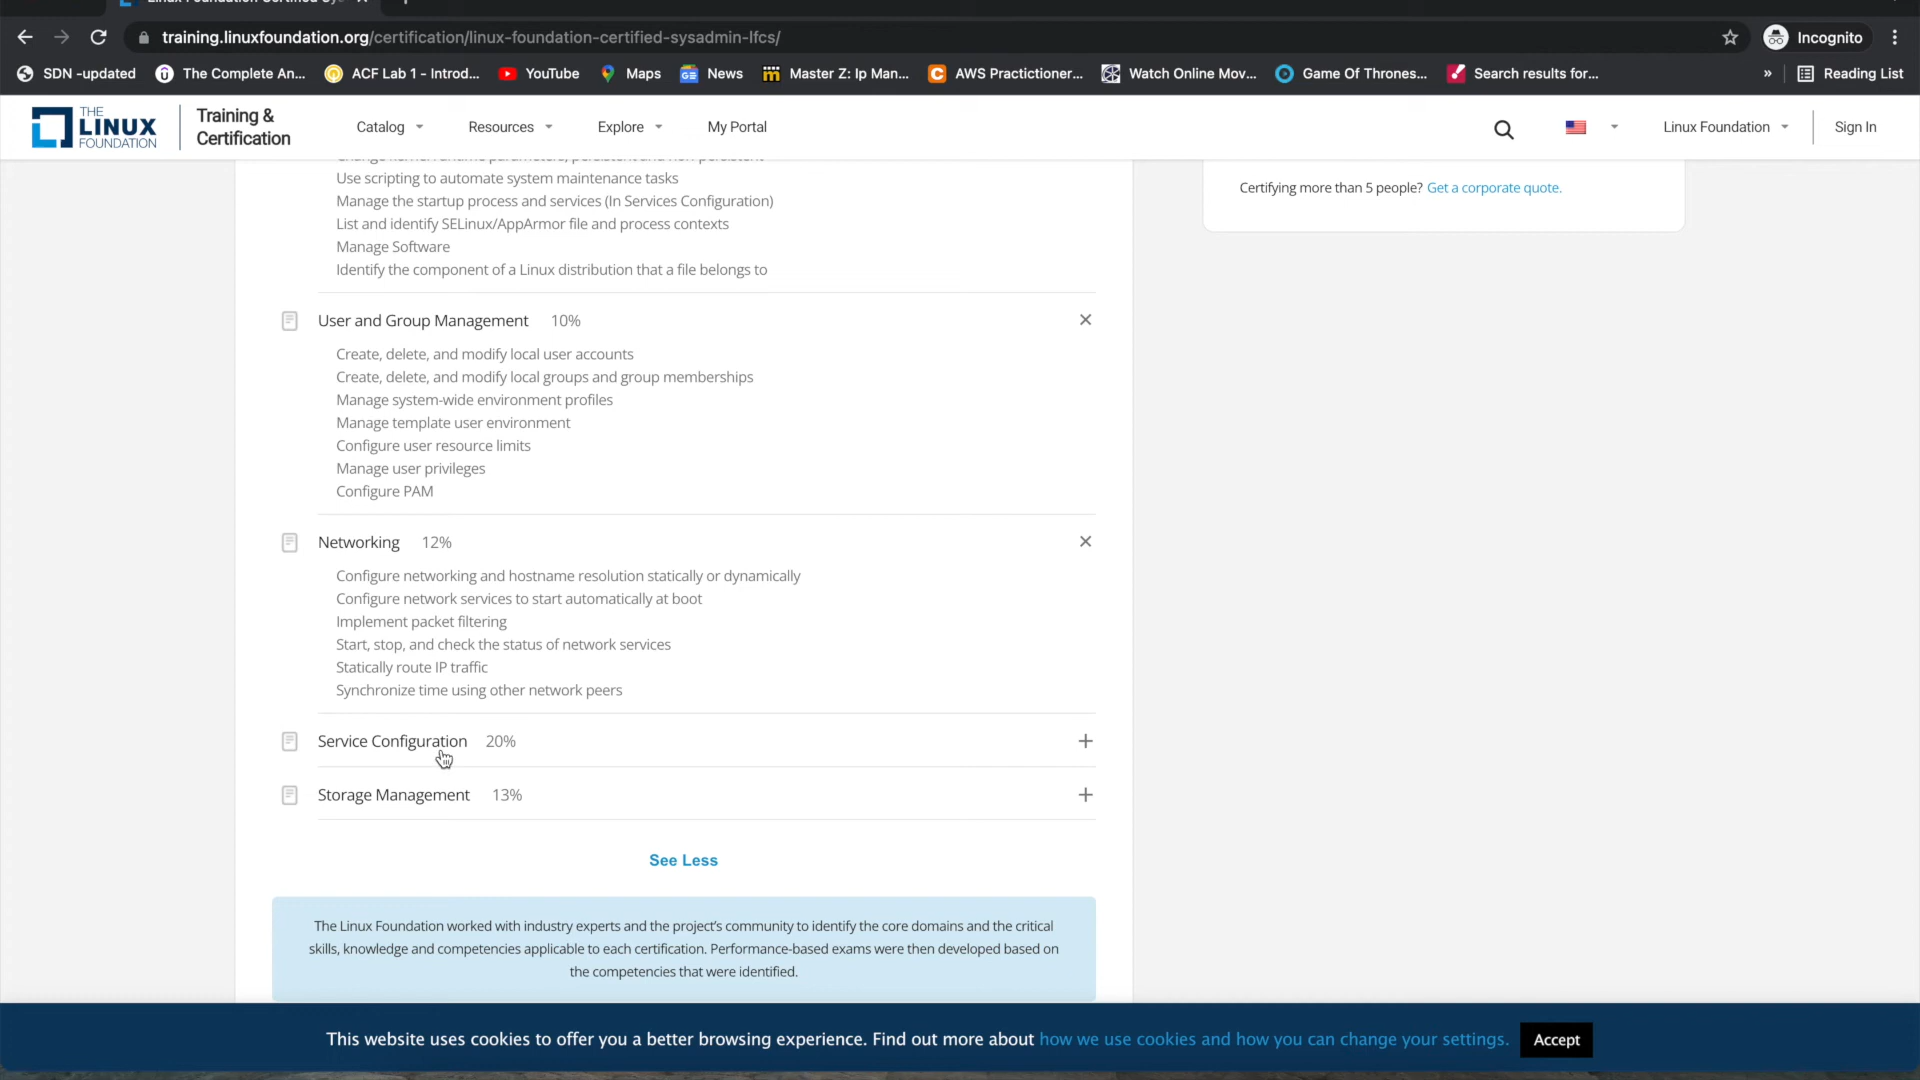 training.linuxfoundation.org/certification/linux-foundation-certified-sysadmin-lfcs/
Incognito
SDN -updated
The Complete An...
ACF Lab 1 - Introd...
YouTube
Maps
News
Master Z: Ip Man...
AWS Practictioner...
Watch Online Mov...
Game Of Thrones...
Search results for...
»
Reading List
THE
LINUX
FOUNDATION
Training &
Certification
Catalog
Resources
Explore
My Portal
Linux Foundation
Sign In
Use scripting to automate system maintenance tasks
Manage the startup process and services (In Services Configuration)
List and identify SELinux/AppArmor file and process contexts
Manage Software
Identify the component of a Linux distribution that a file belongs to
Certifying more than 5 people? Get a corporate quote.
User and Group Management 10%
Create, delete, and modify local user accounts
Create, delete, and modify local groups and group memberships
Manage system-wide environment profiles
Manage template user environment
Configure user resource limits
Manage user privileges
Configure PAM
Networking 12%
Configure networking and hostname resolution statically or dynamically
Configure network services to start automatically at boot
Implement packet filtering
Start, stop, and check the status of network services
Statically route IP traffic
Synchronize time using other network peers
Service Configuration 20%
Storage Management 13%
See Less
The Linux Foundation worked with industry experts and the project's community to identify the core domains and the critical
skills, knowledge and competencies applicable to each certification. Performance-based exams were then developed based on
the competencies that were identified.
This website uses cookies to offer you a better browsing experience. Find out more about how we use cookies and how you can change your settings.
Accept